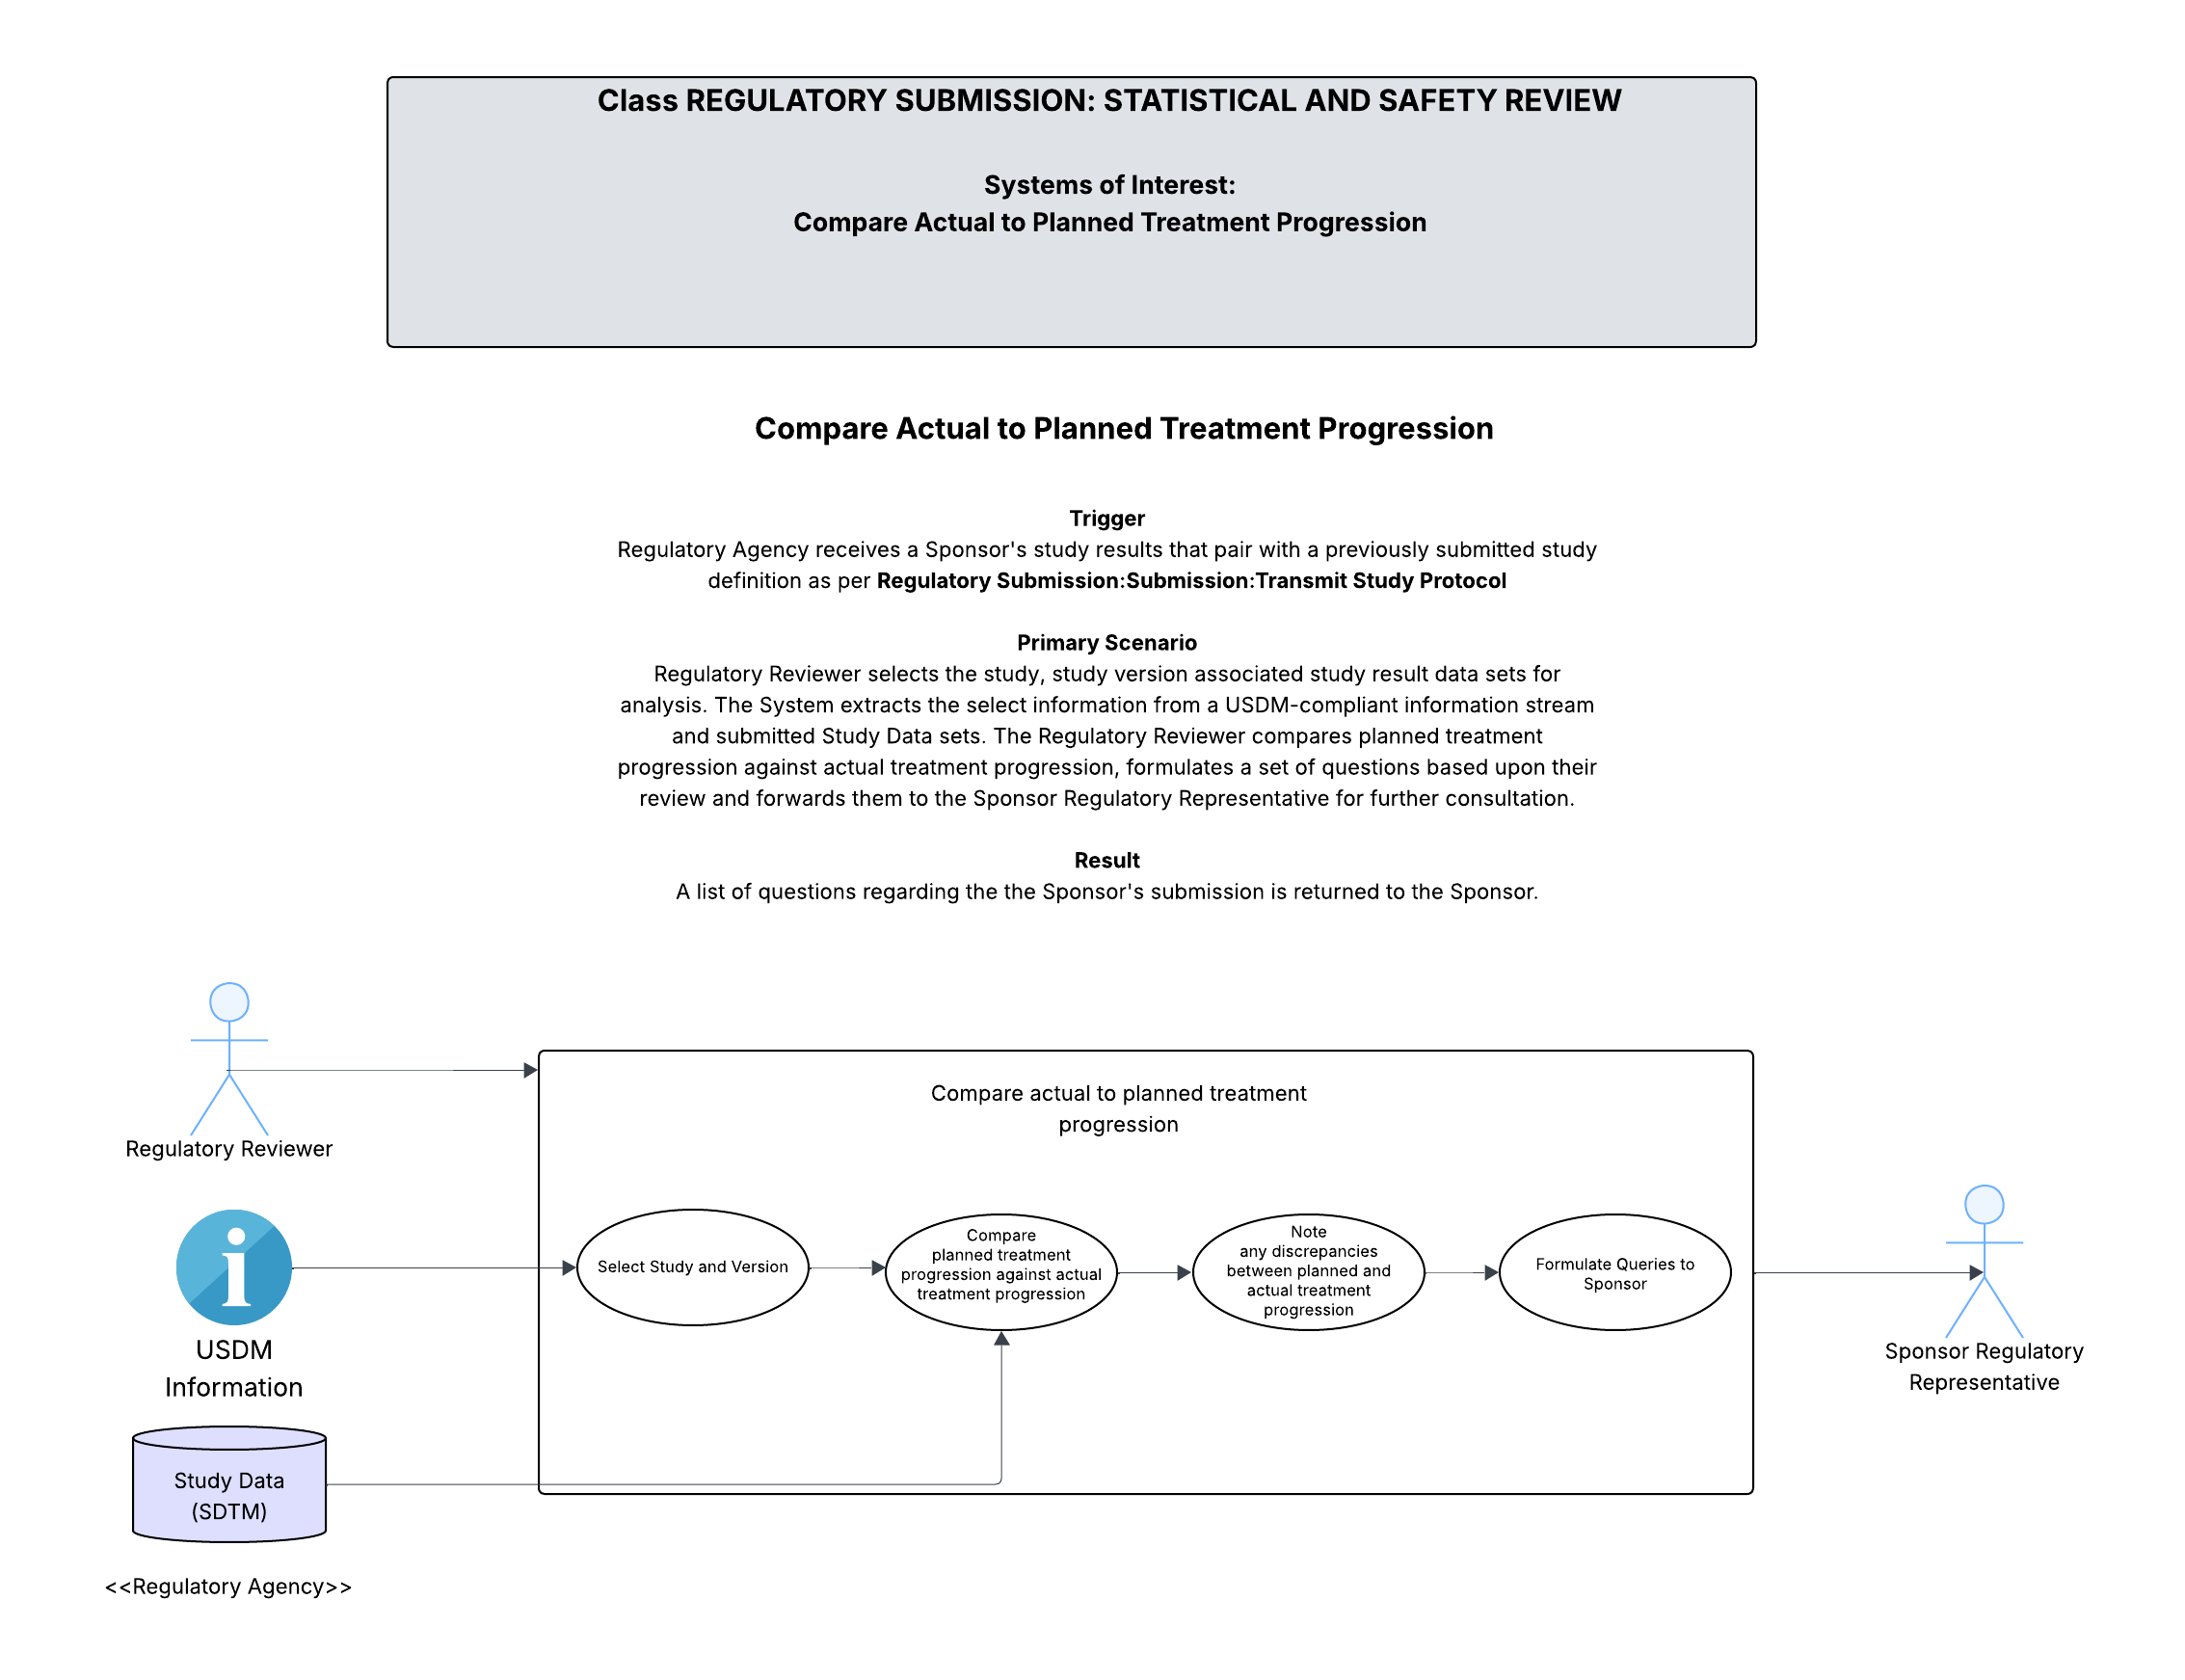 Class REGULATORY SUBMISSION: STATISTICAL AND SAFETY REVIEW
Systems of Interest:
Compare Actual to Planned Treatment Progression
Compare Actual to Planned Treatment Progression
Trigger
Regulatory Agency receives a Sponsor's study results that pair with a previously submitted study
definition as per Regulatory Submission:Submission:Transmit Study Protocol
Primary Scenario
Regulatory Reviewer selects the study, study version associated study result data sets for
analysis. The System extracts the select information from a USDM-compliant information stream
and submitted Study Data sets. The Regulatory Reviewer compares planned treatment
progression against actual treatment progression, formulates a set of questions based upon their
review and forwards them to the Sponsor Regulatory Representative for further consultation.
Result
A list of questions regarding the the Sponsor's submission is returned to the Sponsor.
Regulatory Reviewer
Compare actual to planned treatment
progression
USDM
Information
Select Study and Version
Compare
planned treatment
progression against actual
treatment progression
Note
any discrepancies
between planned and
actual treatment
progression
Formulate Queries to
Sponsor
Sponsor Regulatory
Representative
Study Data
(SDTM)
<<Regulatory Agency>>